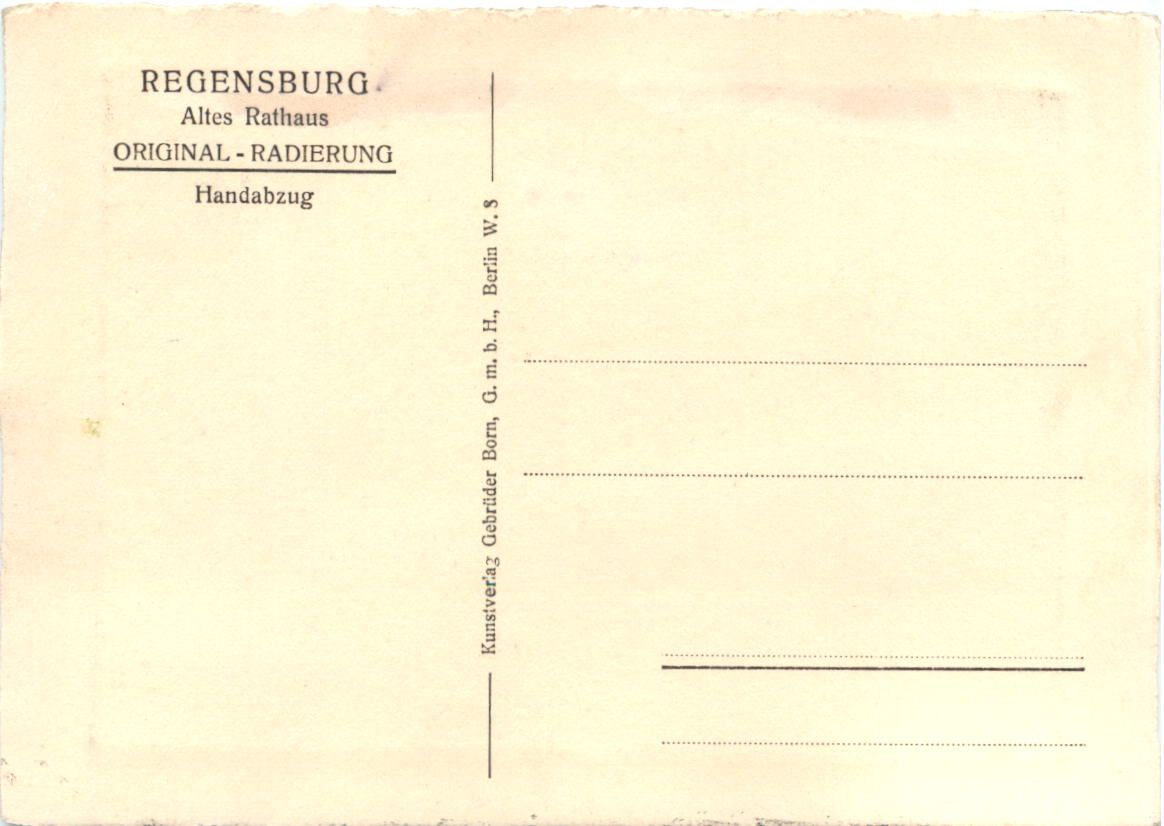 REGENSBURG
Altes Rathaus
ORIGINAL - RADIERUNG
Handabzug
Kunstverlag Gebrüder Born, G. m. b. H., Berlin W. 8